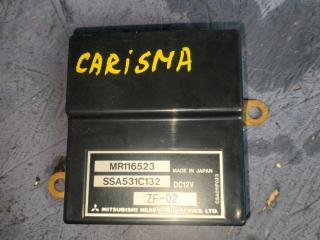 CARISMA
MR116523
MADE IN JAPAN
SSA531C132
DC12V
ZF-02
MITSUBISHI HEAVY INDUSTRIES, LTD.